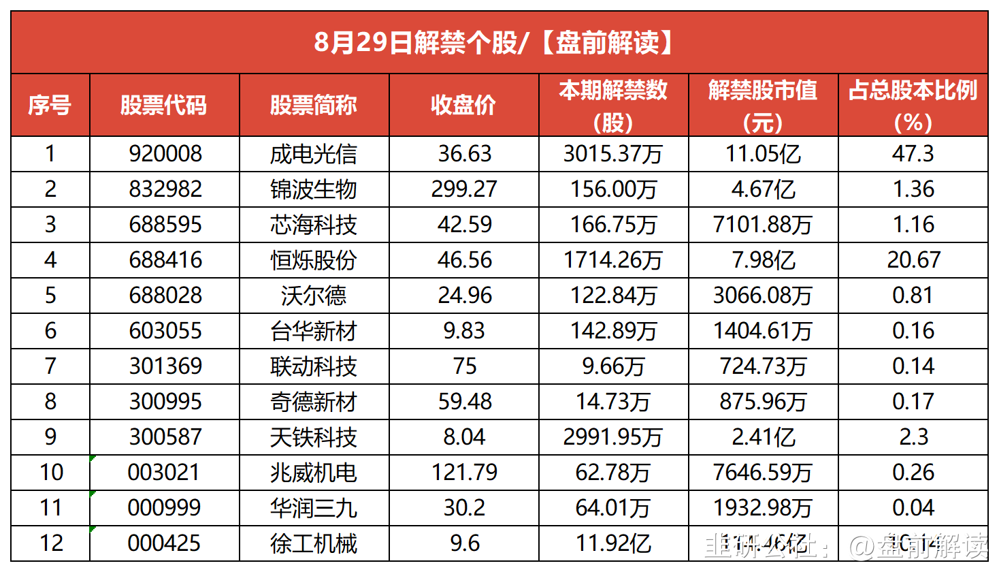 8月29日解禁个股/【盘前解读】
序号 股票代码 股票简称 收盘价 本期解禁数（股） 解禁股市值（元） 占总股本比例（%）
1 920008 成电光信 36.63 3015.37万 11.05亿 47.3
2 832982 锦波生物 299.27 156.00万 4.67亿 1.36
3 688595 芯海科技 42.59 166.75万 7101.88万 1.16
4 688416 恒烁股份 46.56 1714.26万 7.98亿 20.67
5 688028 沃尔德 24.96 122.84万 3066.08万 0.81
6 603055 台华新材 9.83 142.89万 1404.61万 0.16
7 301369 联动科技 75 9.66万 724.73万 0.14
8 300995 奇德新材 59.48 14.73万 875.96万 0.17
9 300587 天铁科技 8.04 2991.95万 2.41亿 2.3
10 003021 兆威机电 121.79 62.78万 7646.59万 0.26
11 000999 华润三九 30.2 64.01万 1932.98万 0.04
12 000425 徐工机械 9.6 11.92亿 114.46亿 10.14
韭研公社：@盘前解读